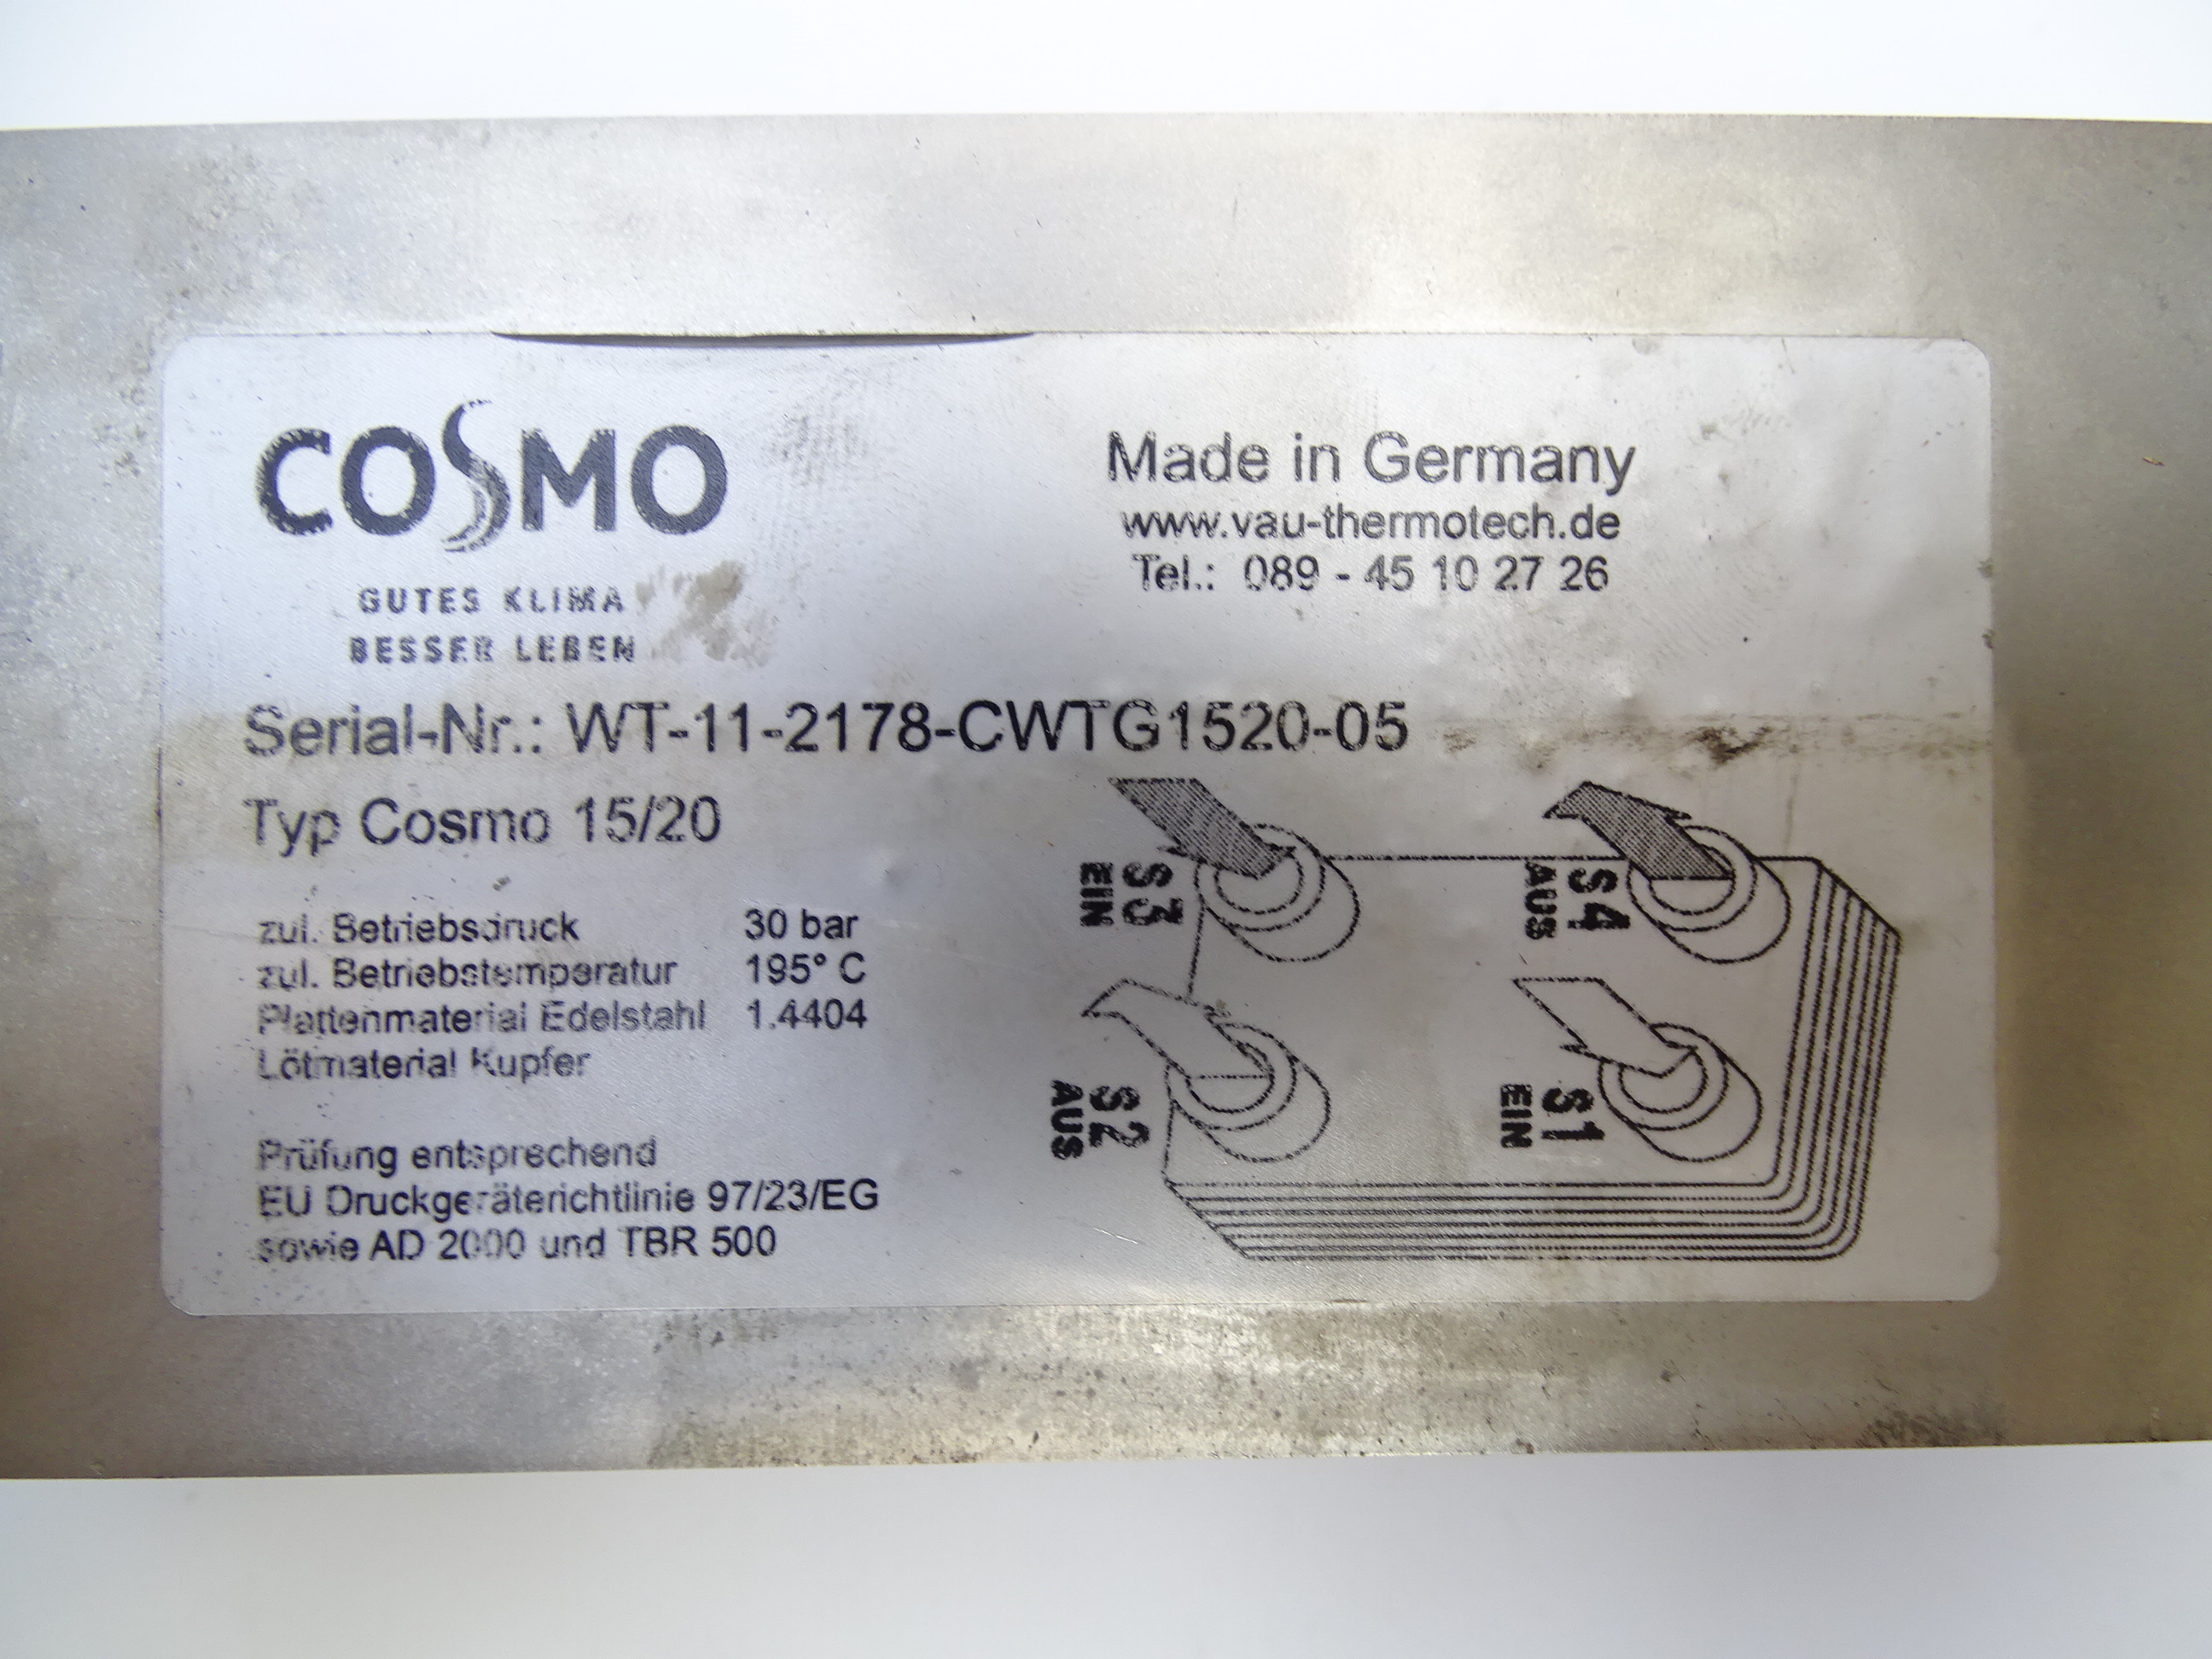 COSMO
GUTES KLIMA
BESSER LEBEN
Made in Germany
www.vau-thermotech.de
Tel.: 089 - 45 10 27 26
Serial-Nr.: WT-11-2178-CWTG1520-05
Typ Cosmo 15/20
zul. Betriebsdruck 30 bar
zul. Betriebstemperatur 195° C
Plattenmaterial Edelstahl 1.4404
Lötmaterial Kupfer
Prüfung entsprechend
EU Druckgeräterichtlinie 97/23/EG
sowie AD 2000 und TBR 500
S3
EIN
S4
AUS
S2
AUS
S1
EIN